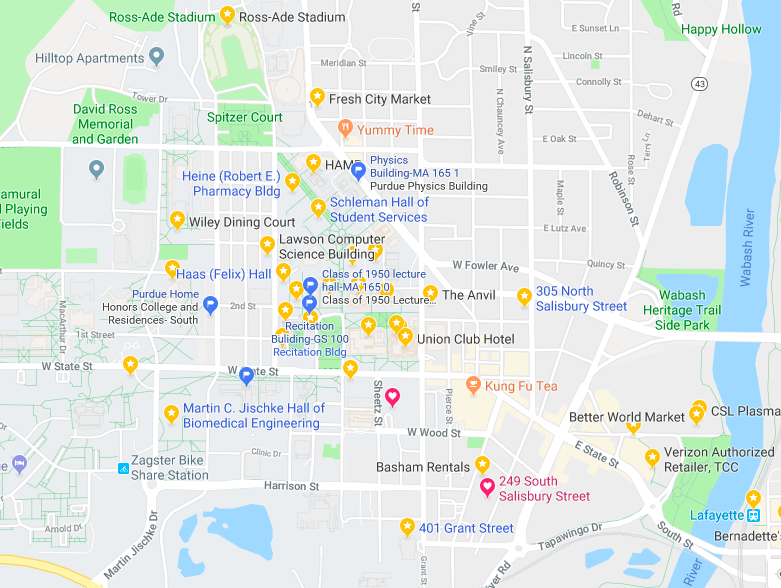 Ross-Ade Stadium
Ross-Ade Stadium
Vine St
E Sunset Ln
Happy Hollow
Hilltop Apartments
Meridian St
N Salisbury St
Lincoln St
Smiley St
Connolly St
43
Rd
Tower Dr
Fresh City Market
N Chauncey Ave
David Ross
Memorial
and Garden
Spitzer Court
Dehart St
Yummy Time
E Oak St
HAMP
Physics
Building-MA 165 1
Purdue Physics Building
Heine (Robert E.)
Pharmacy Bldg
Rose St
Maple St
Robinson St
amural
Playing
ields
Wiley Dining Court
Schleman Hall of
Student Services
E Lutz Ave
Wabash River
Lawson Computer
Science Building
W Fowler Ave
Quincy St
Haas (Felix) Hall
Class of 1950 lecture
hall-MA 165 0
Class of 1950 Lecture...
The Anvil
305 North
Salisbury Street
Wabash
Heritage Trail
Side Park
Purdue Home
Honors College and
Residences- South
2nd St
MacArthur Dr
1st Street
Recitation
Buliding-GS 100
Recitation Bldg
Union Club Hotel
W State St
W State St
Sheetz St
Pierce St
Kung Fu Tea
Martin C. Jischke Hall of
Biomedical Engineering
Better World Market
CSL Plasma
W Wood St
E State St
Clinic Dr
Basham Rentals
Verizon Authorized
Retailer, TCC
Zagster Bike
Share Station
249 South
Salisbury Street
Harrison St
Lafayette
Arnold Dr
Martin Jischke Dr
401 Grant Street
Tapawingo Dr
South St
Bernadette's
Grant St
River Rd
River